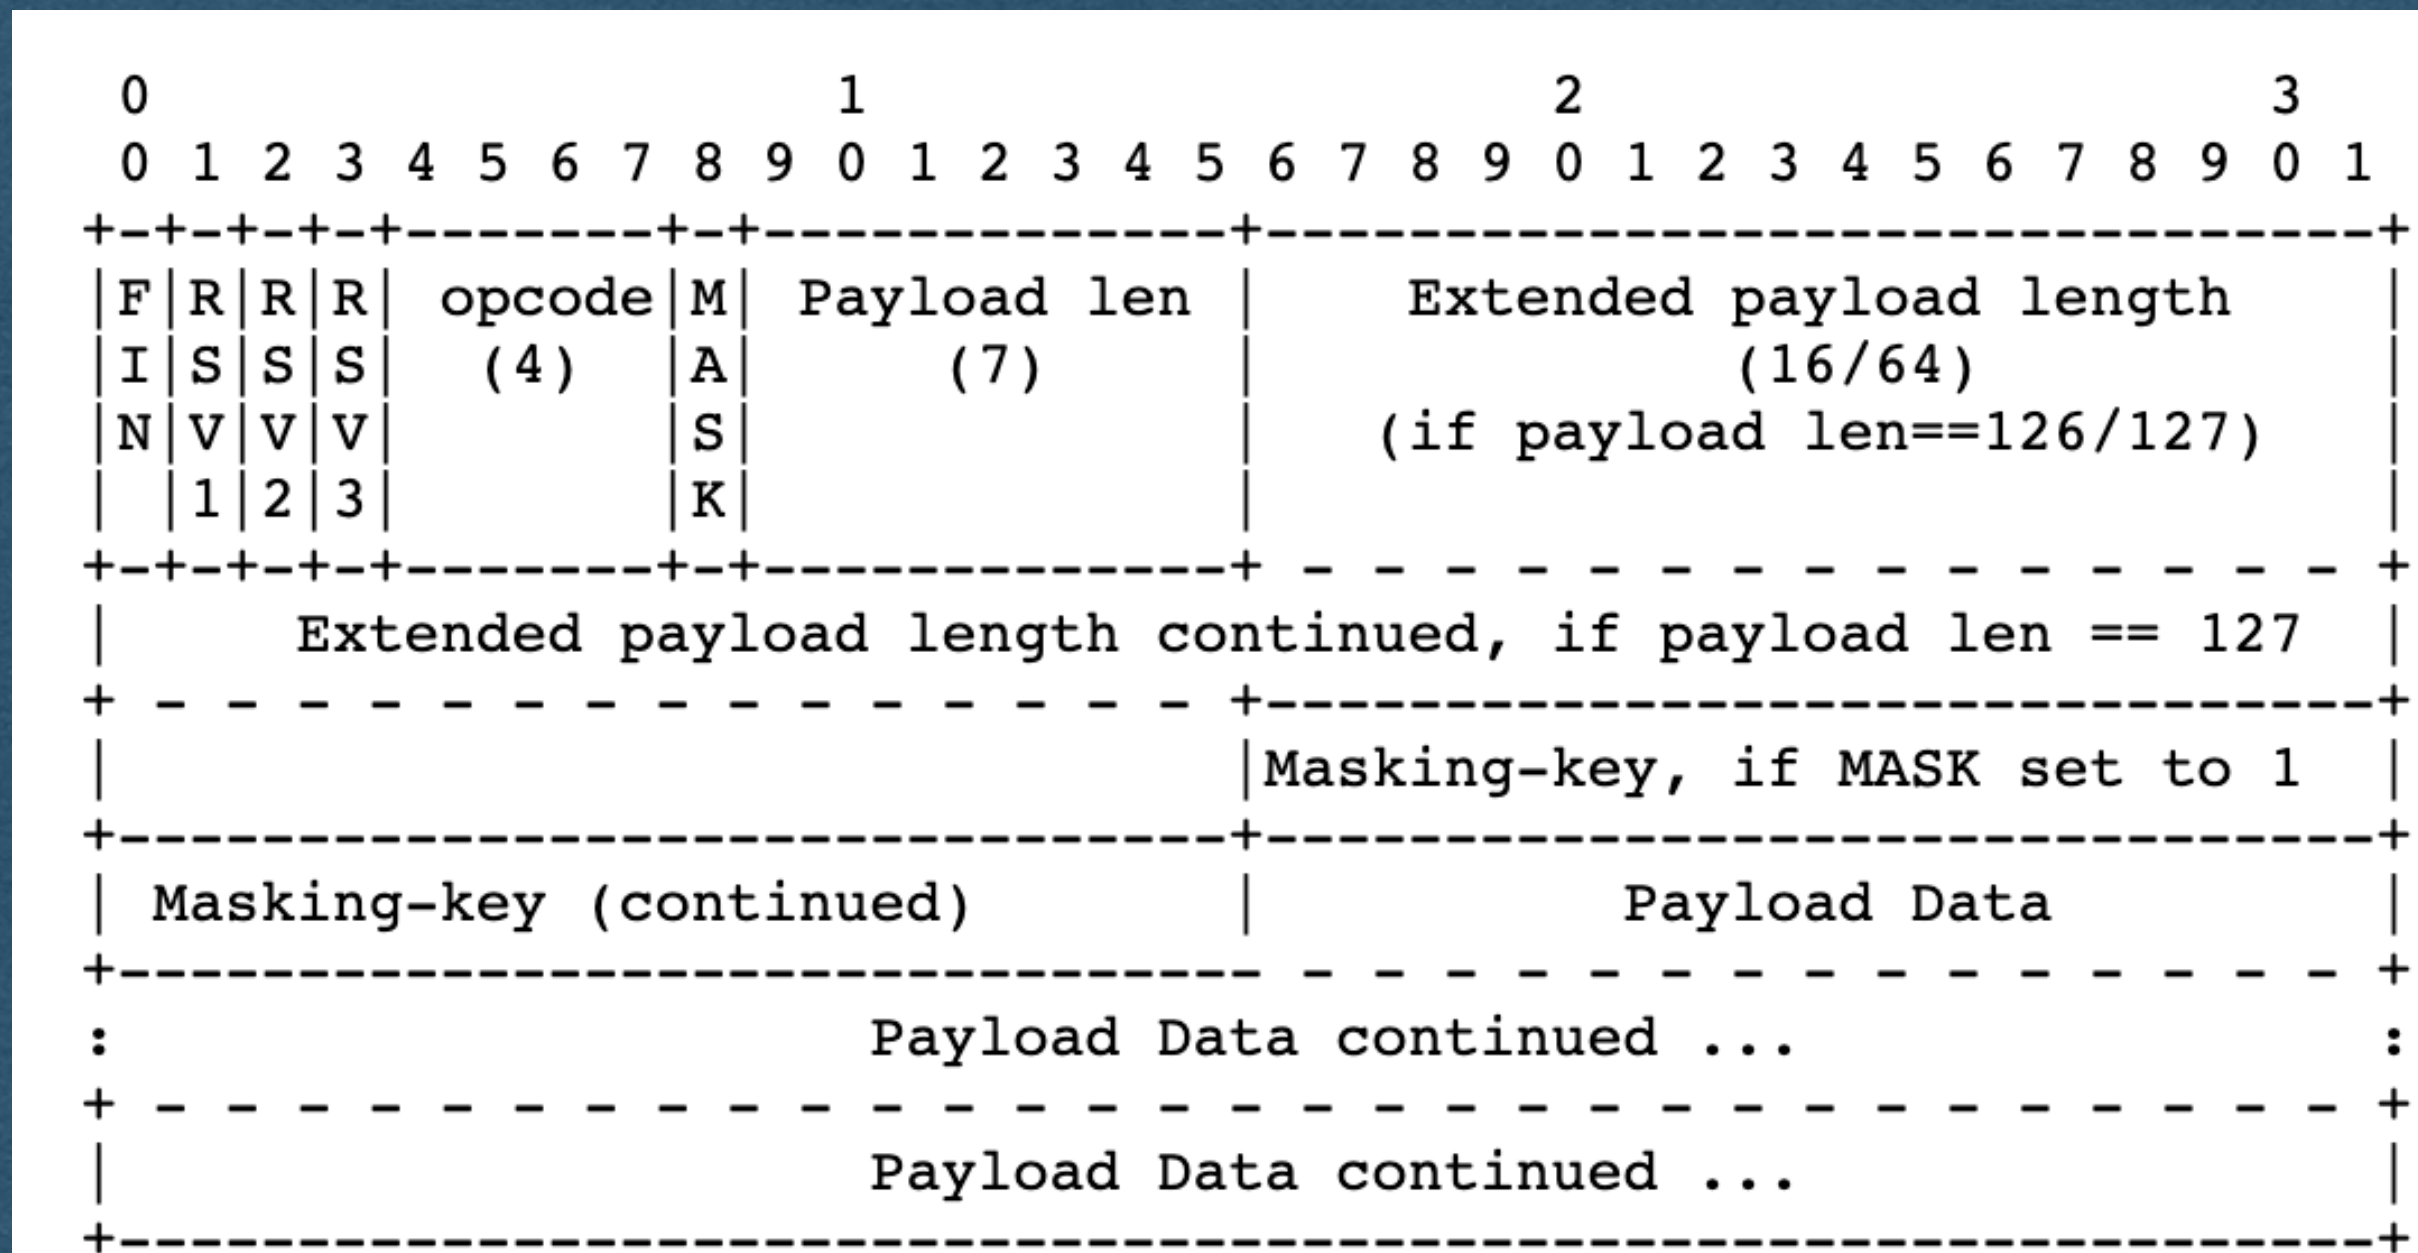 0                   1                   2                   3
  0 1 2 3 4 5 6 7 8 9 0 1 2 3 4 5 6 7 8 9 0 1 2 3 4 5 6 7 8 9 0 1
 +-+-+-+-+-------+-+-------------+-------------------------------+
 |F|R|R|R| opcode|M| Payload len |    Extended payload length    |
 |I|S|S|S|  (4)  |A|     (7)     |             (16/64)           |
 |N|V|V|V|       |S|             |   (if payload len==126/127)   |
 | |1|2|3|       |K|             |                               |
 +-+-+-+-+-------+-+-------------+ - - - - - - - - - - - - - - - +
 |     Extended payload length continued, if payload len == 127  |
 + - - - - - - - - - - - - - - - +-------------------------------+
 |                               |Masking-key, if MASK set to 1  |
 +-------------------------------+-------------------------------+
 | Masking-key (continued)       |          Payload Data         |
 +-------------------------------- - - - - - - - - - - - - - - - +
 :                     Payload Data continued ...                :
 + - - - - - - - - - - - - - - - - - - - - - - - - - - - - - - - +
 |                     Payload Data continued ...                |
 +---------------------------------------------------------------+